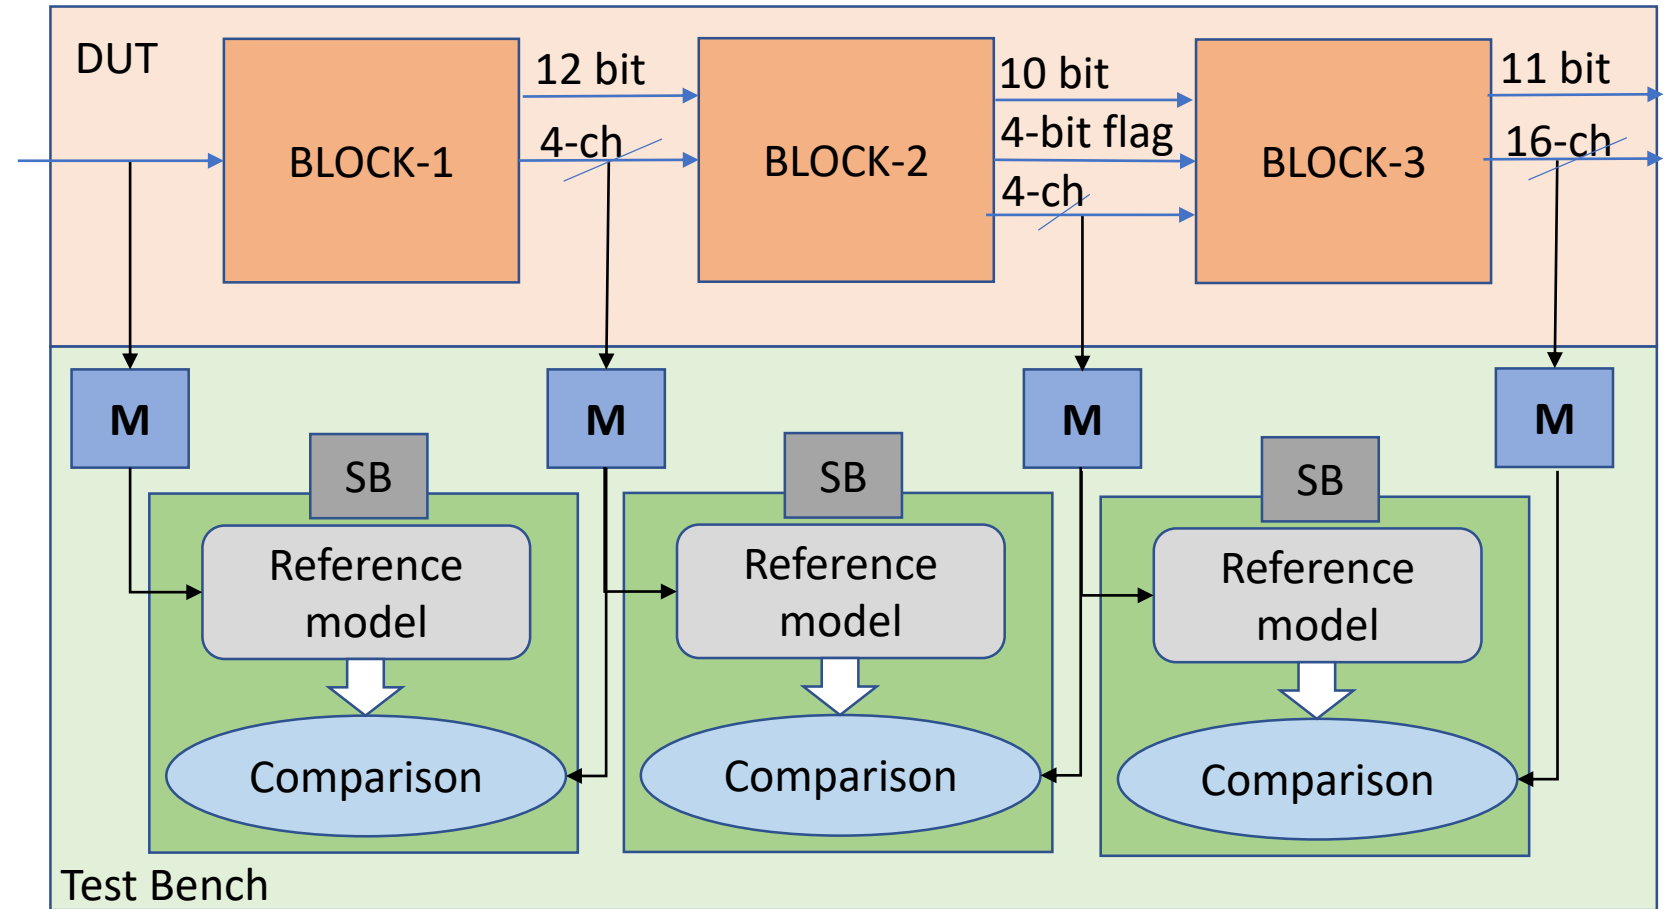 DUT
12 bit
4-ch
BLOCK-1
10 bit
4-bit flag
4-ch
BLOCK-2
11 bit
16-ch
BLOCK-3
M
M
M
M
SB
SB
SB
Reference
model
Reference
model
Reference
model
Comparison
Comparison
Comparison
Test Bench